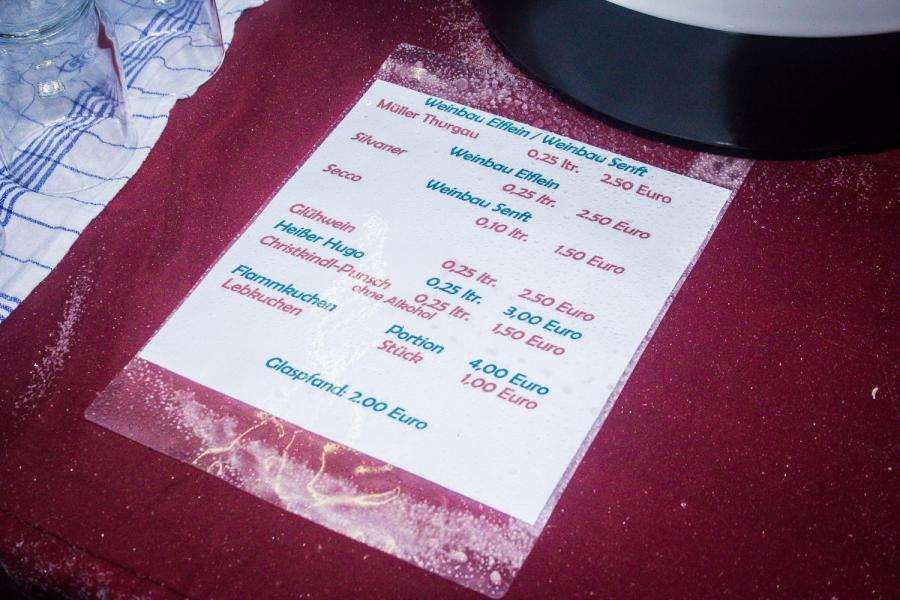 Weinbau Elflein / Weinbau Senft
Müller Thurgau 0,25 ltr. 2.50 Euro
Weinbau Elflein
Silvaner 0,25 ltr. 2.50 Euro
Weinbau Senft
Secco 0,10 ltr. 1.50 Euro
Glühwein 0,25 ltr. 2.50 Euro
Heißer Hugo 0,25 ltr. 3,00 Euro
Christkindl-Punsch 0,25 ltr. 1,50 Euro
ohne Alkohol
Flammkuchen Portion 4,00 Euro
Lebkuchen Stück 1,00 Euro
Glaspfand: 2.00 Euro